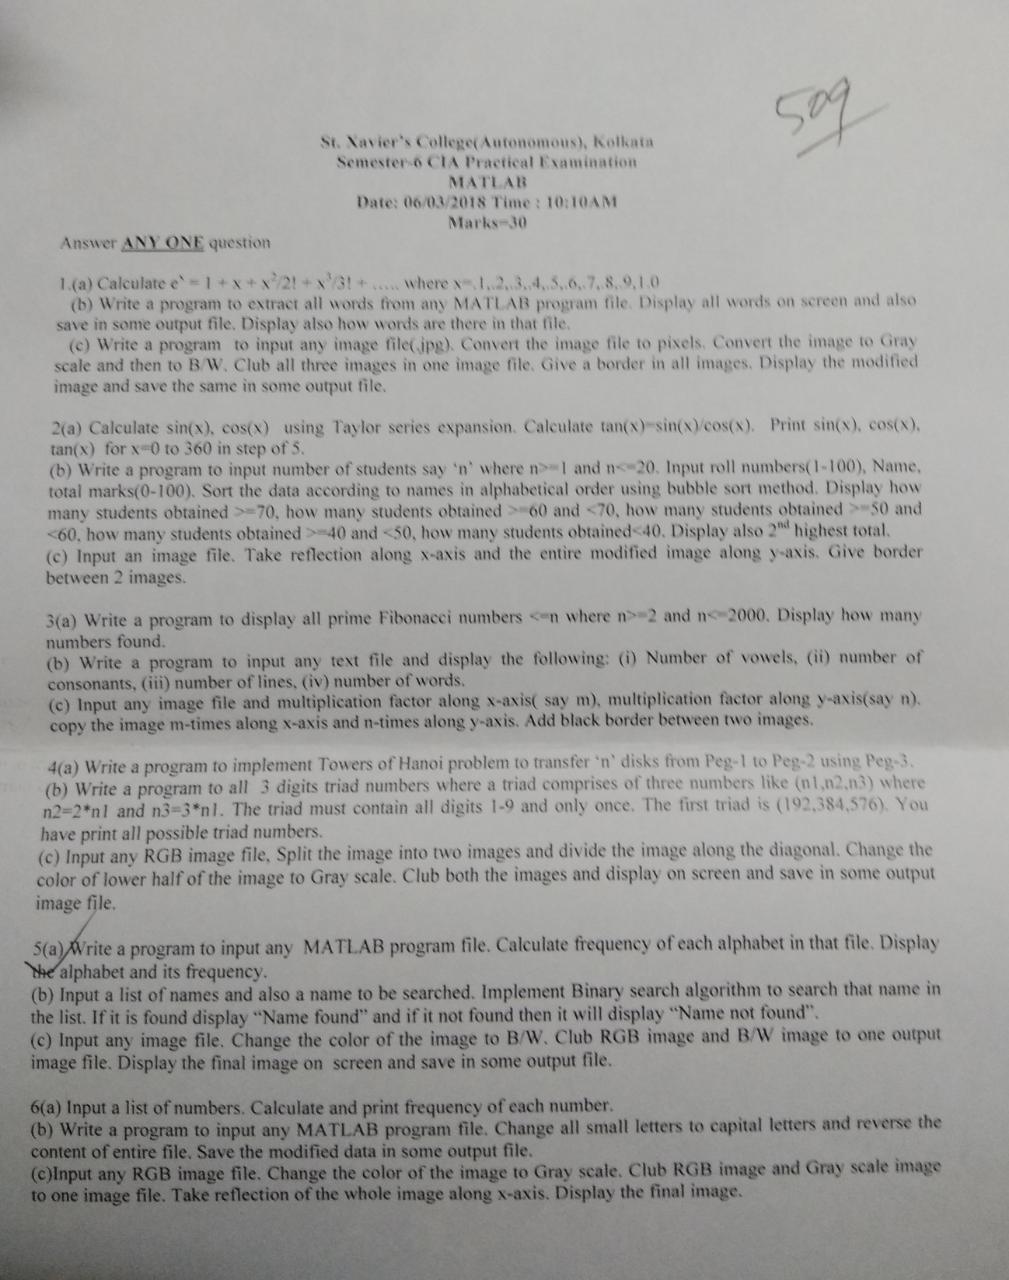 509
St. Xavier's College(Autonomous), Kolkata
Semester-6 CIA Practical Examination
MATLAB
Date: 06/03/2018 Time : 10:10AM
Marks=30
Answer ANY ONE question
1.(a) Calculate eˣ = 1 + x + x²/2! + x³/3! + ..... where x=.1,.2,.3,.4,.5,.6,.7,.8,.9,1.0
(b) Write a program to extract all words from any MATLAB program file. Display all words on screen and also
save in some output file. Display also how words are there in that file.
(c) Write a program to input any image file(.jpg). Convert the image file to pixels. Convert the image to Gray
scale and then to B/W. Club all three images in one image file. Give a border in all images. Display the modified
image and save the same in some output file.
2(a) Calculate sin(x), cos(x) using Taylor series expansion. Calculate tan(x)=sin(x)/cos(x). Print sin(x), cos(x),
tan(x) for x=0 to 360 in step of 5.
(b) Write a program to input number of students say 'n' where n>=1 and n<=20. Input roll numbers(1-100), Name,
total marks(0-100). Sort the data according to names in alphabetical order using bubble sort method. Display how
many students obtained >=70, how many students obtained >=60 and <70, how many students obtained >=50 and
<60, how many students obtained >=40 and <50, how many students obtained<40. Display also 2nd highest total.
(c) Input an image file. Take reflection along x-axis and the entire modified image along y-axis. Give border
between 2 images.
3(a) Write a program to display all prime Fibonacci numbers <=n where n>=2 and n<=2000. Display how many
numbers found.
(b) Write a program to input any text file and display the following: (i) Number of vowels, (ii) number of
consonants, (iii) number of lines, (iv) number of words.
(c) Input any image file and multiplication factor along x-axis( say m), multiplication factor along y-axis(say n).
copy the image m-times along x-axis and n-times along y-axis. Add black border between two images.
4(a) Write a program to implement Towers of Hanoi problem to transfer 'n' disks from Peg-1 to Peg-2 using Peg-3.
(b) Write a program to all 3 digits triad numbers where a triad comprises of three numbers like (n1,n2,n3) where
n2=2*n1 and n3=3*n1. The triad must contain all digits 1-9 and only once. The first triad is (192,384,576). You
have print all possible triad numbers.
(c) Input any RGB image file, Split the image into two images and divide the image along the diagonal. Change the
color of lower half of the image to Gray scale. Club both the images and display on screen and save in some output
image file.
5(a) Write a program to input any MATLAB program file. Calculate frequency of each alphabet in that file. Display
the alphabet and its frequency.
(b) Input a list of names and also a name to be searched. Implement Binary search algorithm to search that name in
the list. If it is found display "Name found" and if it not found then it will display "Name not found".
(c) Input any image file. Change the color of the image to B/W. Club RGB image and B/W image to one output
image file. Display the final image on screen and save in some output file.
6(a) Input a list of numbers. Calculate and print frequency of each number.
(b) Write a program to input any MATLAB program file. Change all small letters to capital letters and reverse the
content of entire file. Save the modified data in some output file.
(c)Input any RGB image file. Change the color of the image to Gray scale. Club RGB image and Gray scale image
to one image file. Take reflection of the whole image along x-axis. Display the final image.